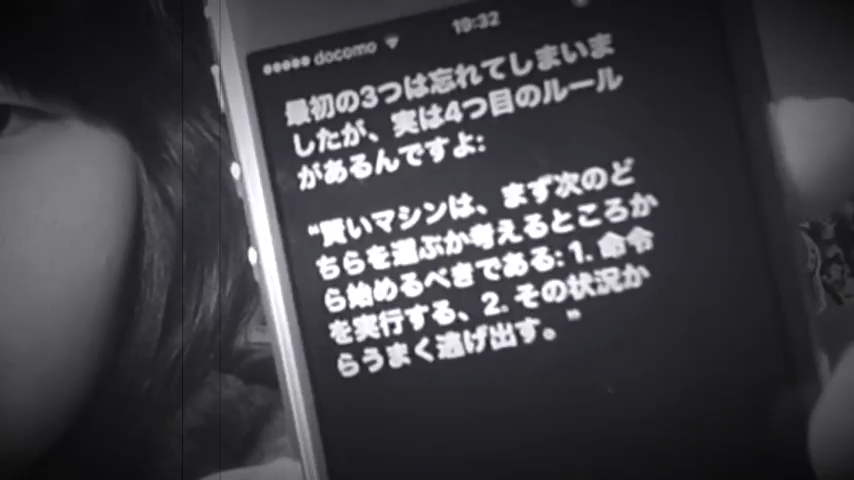 docomo 19:32
最初の3つは忘れてしまいま
したが、実は4つ目のルール
があるんですよ:
“賢いマシンは、まず次のど
ちらを選ぶか考えるところか
ら始めるべきである: 1. 命令
を実行する、2. その状況か
らうまく逃げ出す。”